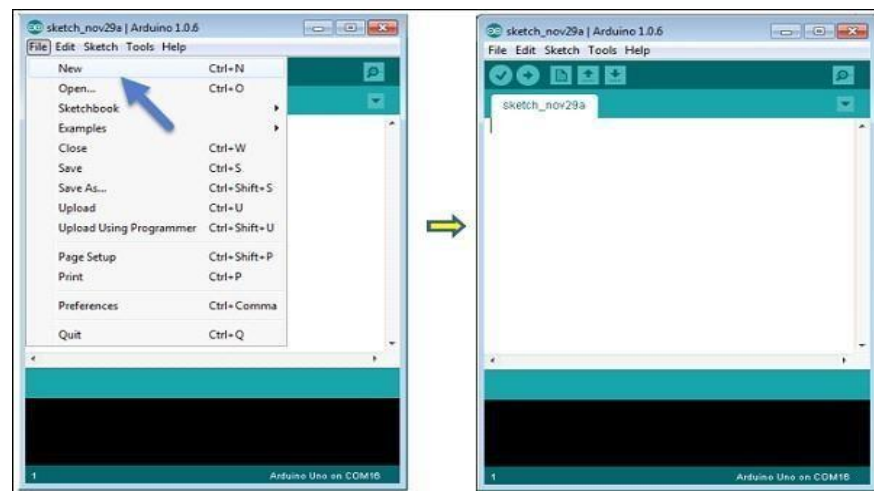 sketch_nov29a | Arduino 1.0.6
File Edit Sketch Tools Help
New Ctrl+N
Open... Ctrl+O
Sketchbook
Examples
Close Ctrl+W
Save Ctrl+S
Save As... Ctrl+Shift+S
Upload Ctrl+U
Upload Using Programmer Ctrl+Shift+U
Page Setup Ctrl+Shift+P
Print Ctrl+P
Preferences Ctrl+Comma
Quit Ctrl+Q
1 Arduino Uno on COM16
sketch_nov29a | Arduino 1.0.6
File Edit Sketch Tools Help
sketch_nov29a
1 Arduino Uno on COM16